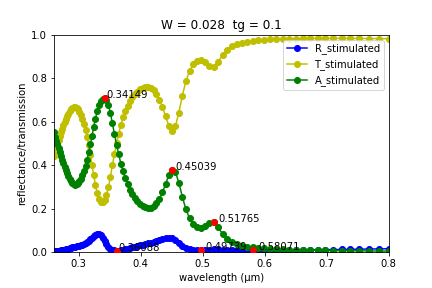 W = 0.028 tg = 0.1
reflectance/transmission
1.0
0.8
0.6
0.4
0.2
0.0
R_stimulated
T_stimulated
A_stimulated
0.34149
0.45039
0.51765
0.58071
0.3
0.4
0.5
0.6
0.7
0.8
wavelength (μm)